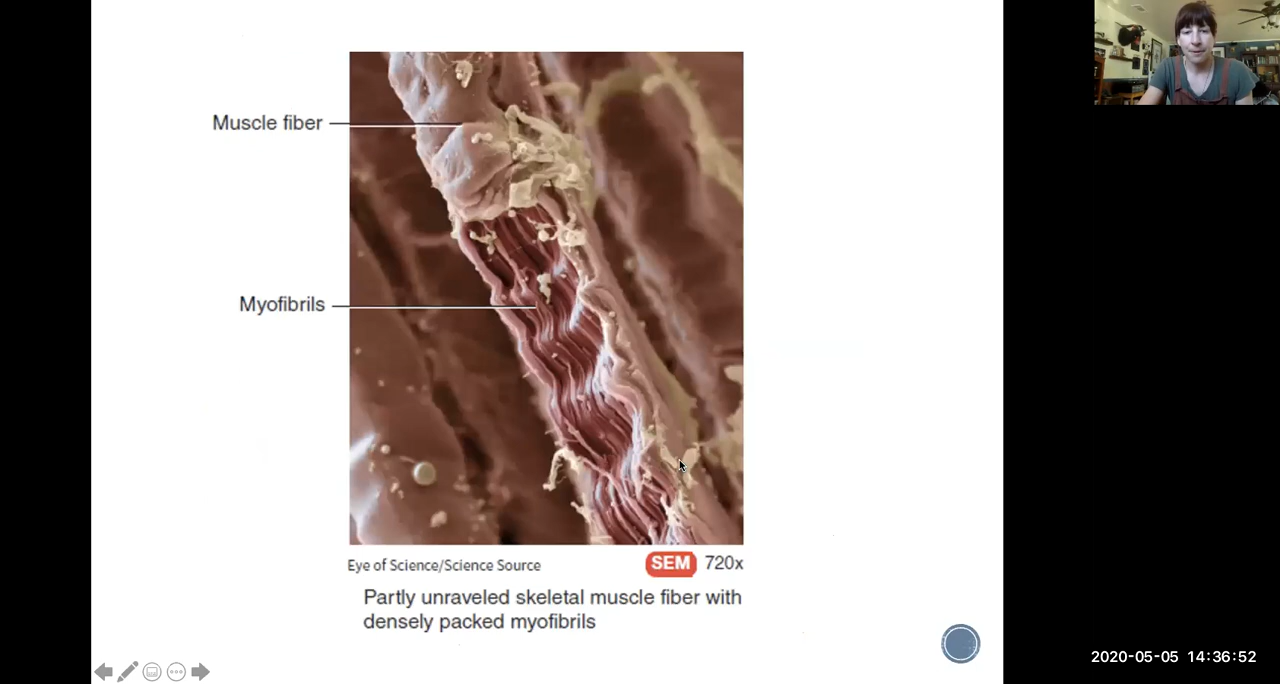 Muscle fiber
Myofibrils
Eye of Science/Science Source
SEM 720x
Partly unraveled skeletal muscle fiber with
densely packed myofibrils
2020-05-05 14:36:52